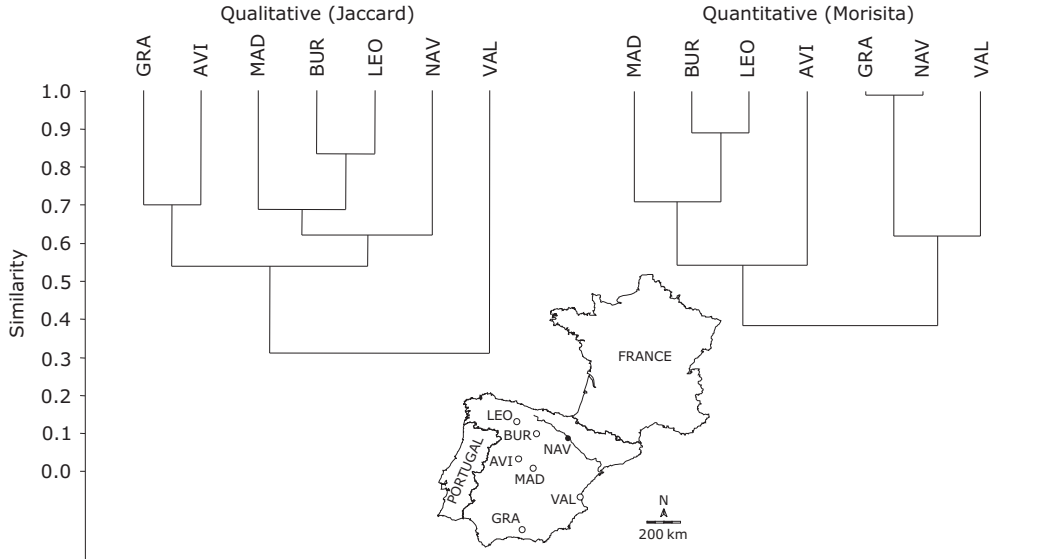 Qualitative (Jaccard)
Quantitative (Morisita)
GRA AVI MAD BUR LEO NAV VAL
MAD BUR LEO AVI GRA NAV VAL
Similarity
1.0
0.9
0.8
0.7
0.6
0.5
0.4
0.3
0.2
0.1
0.0
FRANCE
LEO
BUR
NAV
PORTUGAL
AVI
MAD
VAL
GRA
N
200 km